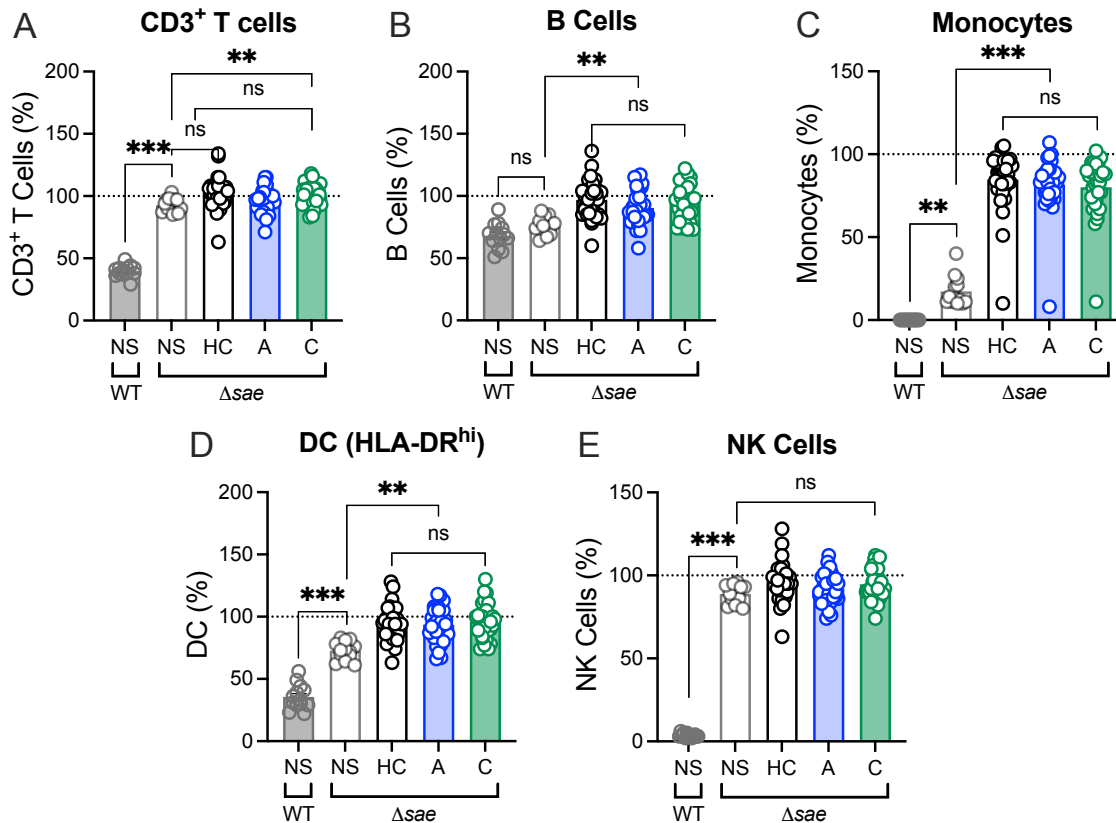 A
CD3⁺ T cells
CD3⁺ T Cells (%)
200
150
100
50
0
***
ns
ns
**
NS
NS
HC
A
C
WT
Δsae
B
B Cells
B Cells (%)
200
150
100
50
0
ns
**
ns
NS
NS
HC
A
C
WT
Δsae
C
Monocytes
Monocytes (%)
150
100
50
0
**
***
ns
NS
NS
HC
A
C
WT
Δsae
D
DC (HLA-DRʰⁱ)
DC (%)
200
150
100
50
0
***
**
ns
NS
NS
HC
A
C
WT
Δsae
E
NK Cells
NK Cells (%)
150
100
50
0
***
ns
NS
NS
HC
A
C
WT
Δsae